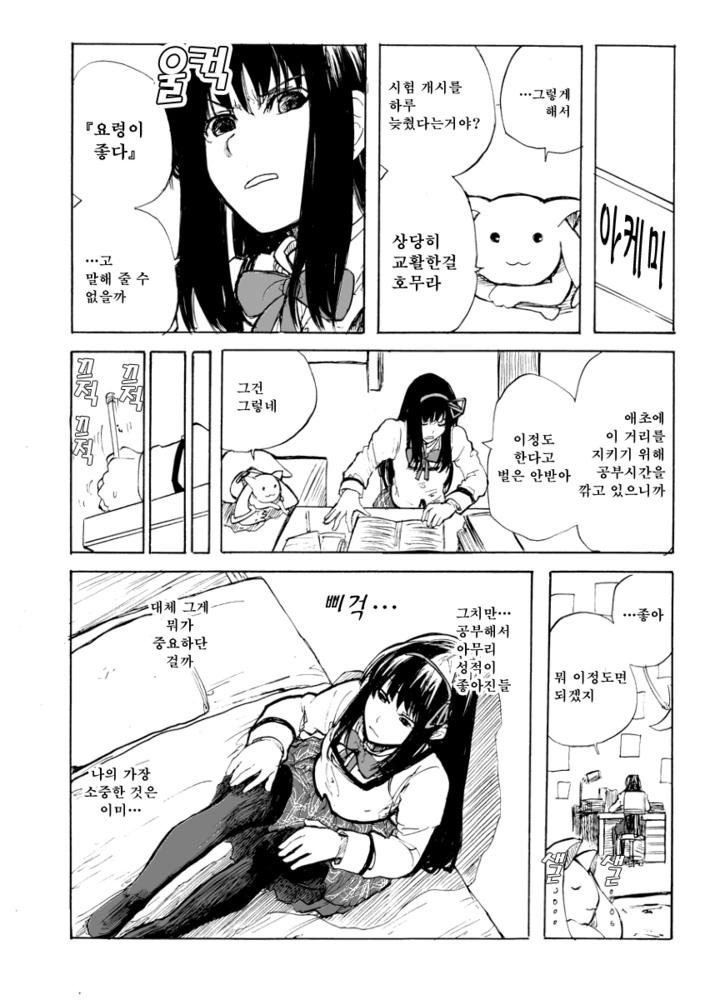 아케미
…그렇게
해서
시험 개시를
하루
늦췄다는거야?
상당히
교활한걸
호무라
울컥
『요령이
좋다』
…고
말해 줄 수
없을까
애초에
이 거리를
지키기 위해
공부시간을
깎고 있으니까
이정도
한다고
벌은 안받아
그건
그렇네
끄적
끄적
끄적
…좋아
뭐 이정도면
되겠지
새근
새근
삐걱…
그치만…
공부해서
아무리
성적이
좋아진들
대체 그게
뭐가
중요하단
걸까
나의 가장
소중한 것은
이미…